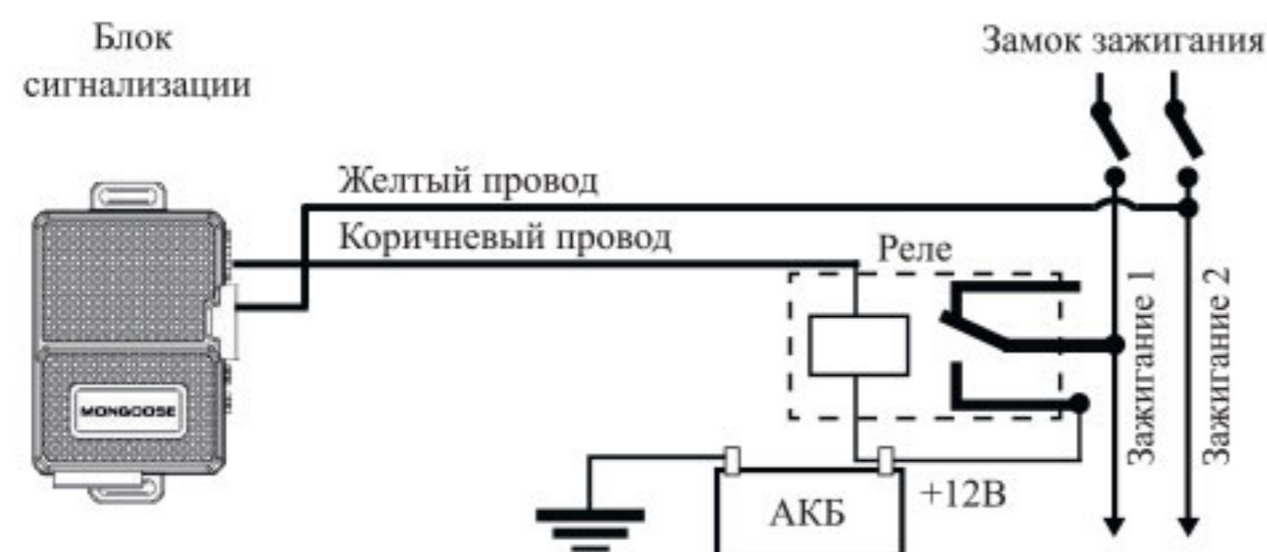 Блок
сигнализации
Замок зажигания
Желтый провод
Коричневый провод
Реле
Зажигание 1
Зажигание 2
MONGOOSE
+12В
АКБ